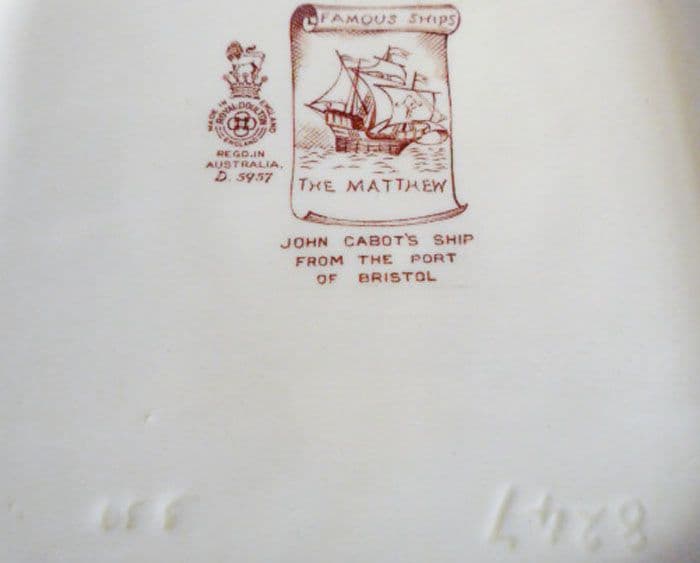 FAMOUS SHIPS
MADE IN ENGLAND
ROYAL DOULTON
ENGLAND
REGD.IN
AUSTRALIA.
D. 5957
THE MATTHEW
JOHN CABOT'S SHIP
FROM THE PORT
OF BRISTOL